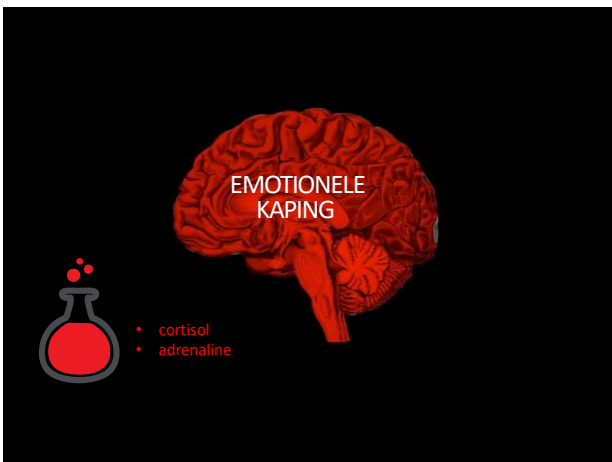 EMOTIONELE
KAPING
• cortisol
• adrenaline